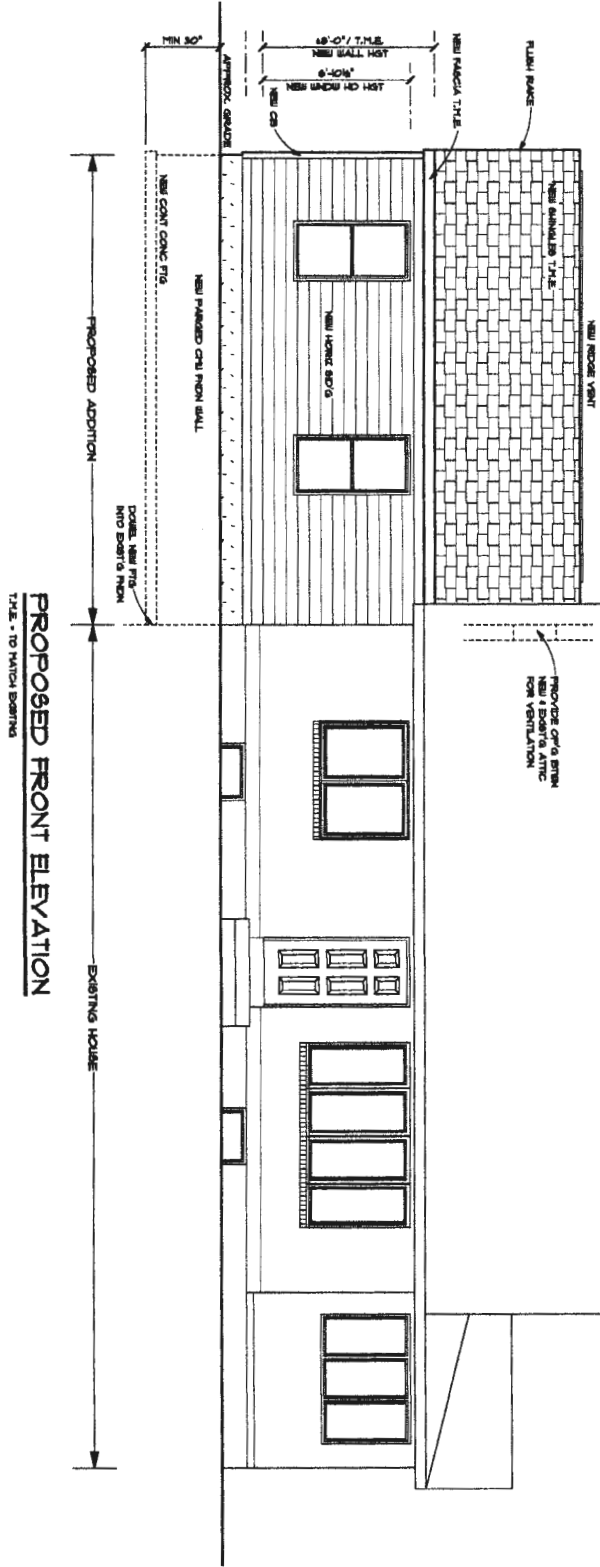 NEW RIDGE VENT
FLUSH RAKE
NEW SHINGLES T.M.E.
PROVIDE OP'G BTWN
NEW & EXIST'G ATTIC
FOR VENTILATION
NEW FASCIA T.M.E.
±8'-0"/ T.M.E.
NEW WALL HGT
NEW WNDW HD HGT
NEW CB
NEW HORIZ SID'G
APPROX. GRADE
MIN 30"
NEW PARGED CMU FNDN WALL
NEW CONT CONC FTG
DOWEL NEW FTG
INTO EXIST'G FNDN
PROPOSED ADDITION
EXISTING HOUSE
PROPOSED FRONT ELEVATION
T.M.E. = TO MATCH EXISTING